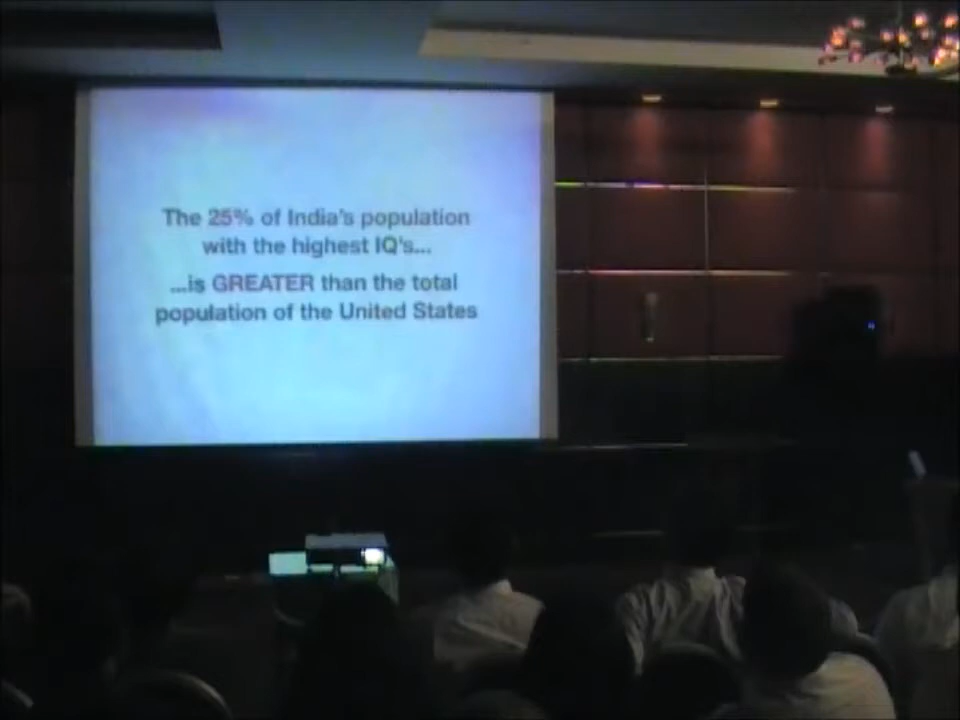 The 25% of India's population
with the highest IQ's...
...is GREATER than the total
population of the United States